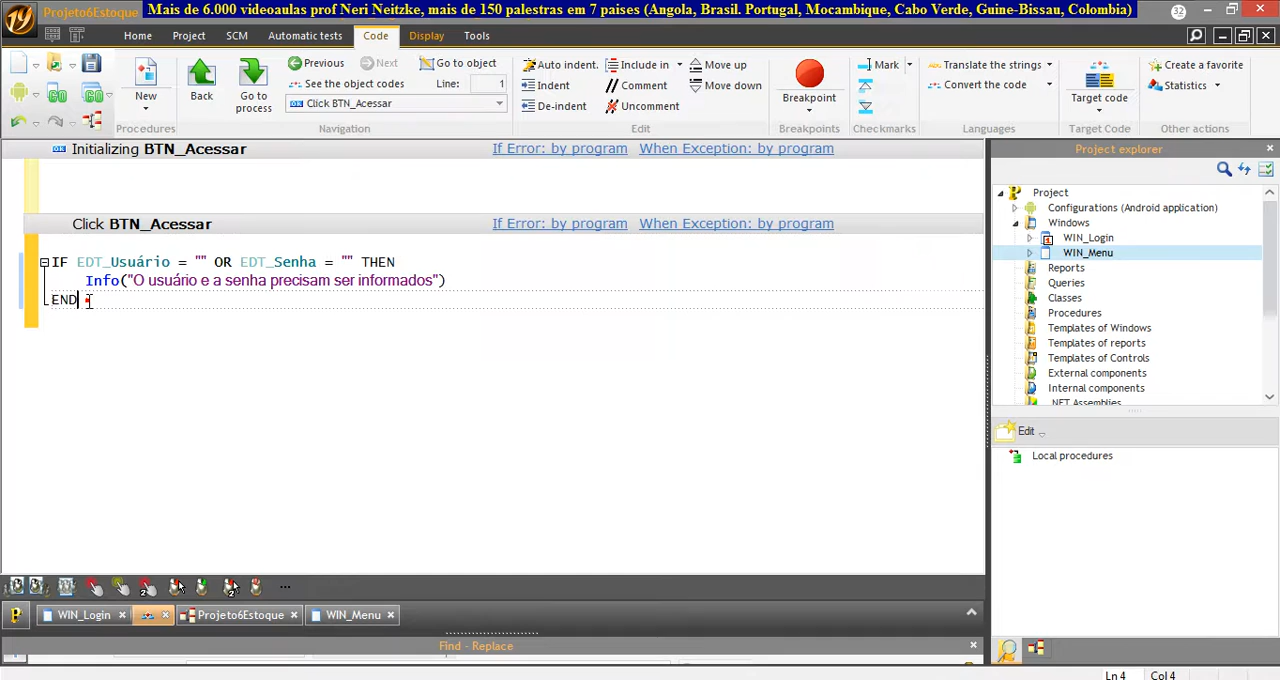 Projeto6Estoque
Mais de 6.000 videoaulas prof Neri Neitzke, mais de 150 palestras em 7 paises (Angola, Brasil. Portugal, Mocambique, Cabo Verde, Guine-Bissau, Colombia)
32
Home Project SCM Automatic tests Code Display Tools
New
Procedures
Back
Go to process
Previous Next Go to object
See the object codes Line: 1
Click BTN_Acessar
Navigation
Auto indent. Include in Move up
Indent // Comment Move down
De-indent Uncomment
Edit
Breakpoint
Breakpoints
Mark
Checkmarks
Translate the strings
Convert the code
Languages
Target code
Target Code
Create a favorite
Statistics
Other actions
Initializing BTN_Acessar If Error: by program When Exception: by program
Click BTN_Acessar If Error: by program When Exception: by program
IF EDT_Usuário = "" OR EDT_Senha = "" THEN
Info("O usuário e a senha precisam ser informados")
END
Project explorer
Project
Configurations (Android application)
Windows
WIN_Login
WIN_Menu
Reports
Queries
Classes
Procedures
Templates of Windows
Templates of reports
Templates of Controls
External components
Internal components
.NET Assemblies
Edit
Local procedures
WIN_Login Projeto6Estoque WIN_Menu
Find - Replace
Ln 4 Col 4